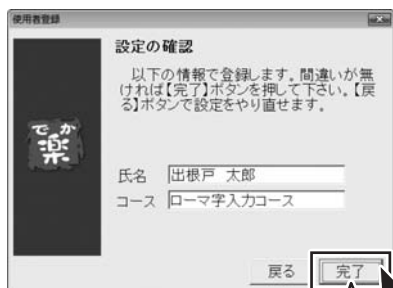 使用者登録
設定の確認
以下の情報で登録します。間違いが無
ければ【完了】ボタンを押して下さい。【戻
る】ボタンで設定をやり直せます。
でか
楽
氏名 出根戸 太郎
コース ローマ字入力コース
戻る 完了